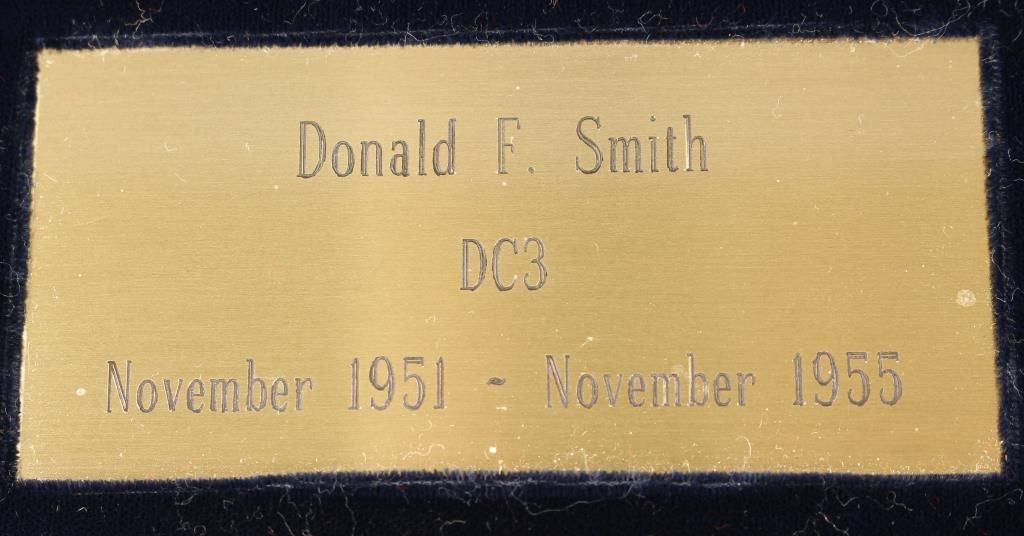 Donald F. Smith
DC3
November 1951 - November 1955